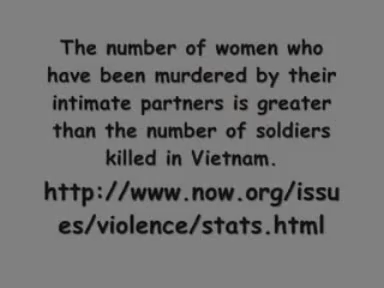 The number of women who
have been murdered by their
intimate partners is greater
than the number of soldiers
killed in Vietnam.
http://www.now.org/issu
es/violence/stats.html